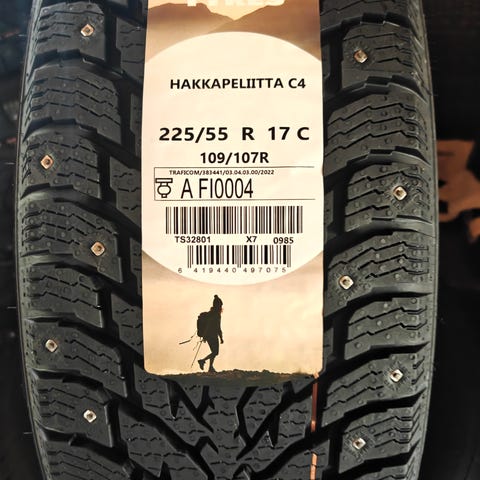 TYRES
HAKKAPELIITTA C4
225/55 R 17 C
109/107R
TRAFICOM/383441/03.04.03.00/2022
A FI0004
TS32801 X7 0985
6 419440 497075